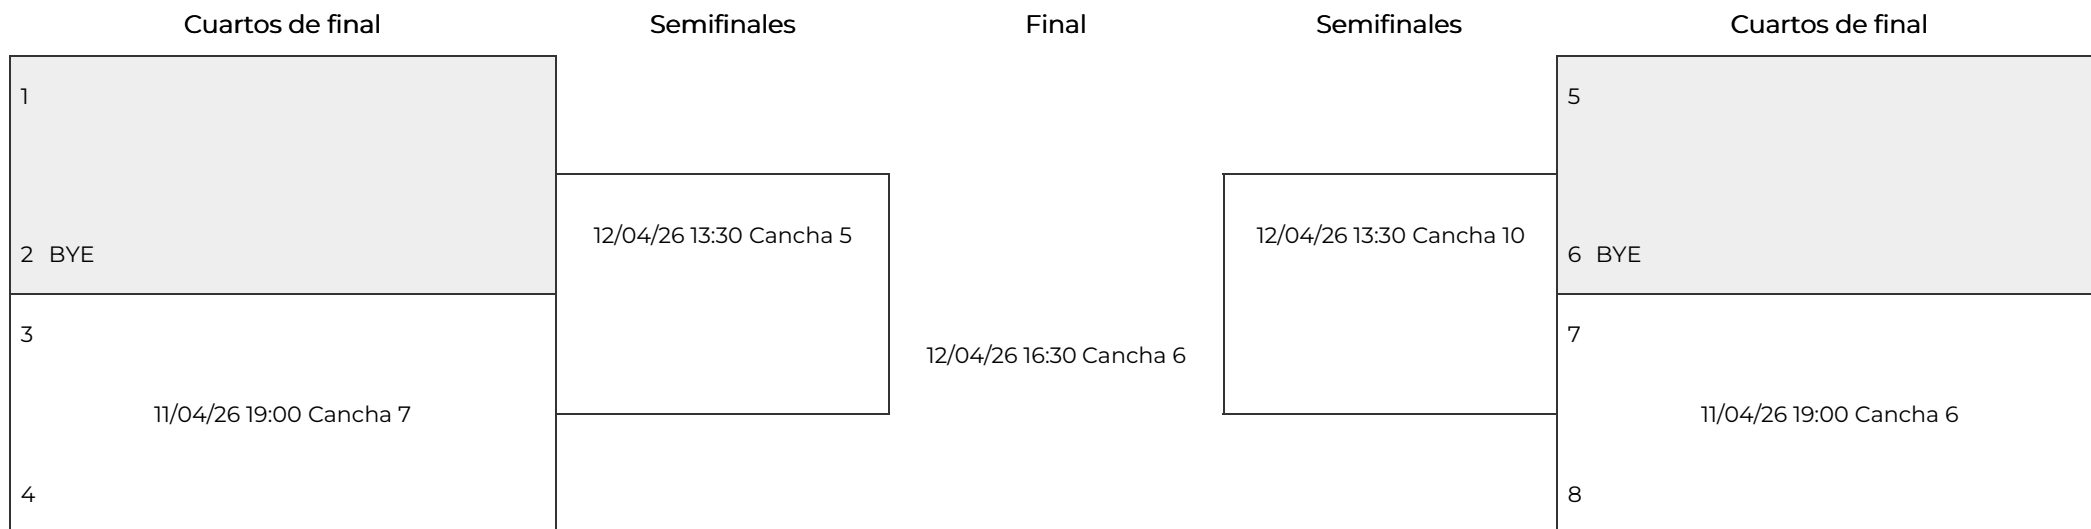 Cuartos de final
Semifinales
Final
Semifinales
Cuartos de final
1
2 BYE
3
11/04/26 19:00 Cancha 7
4
12/04/26 13:30 Cancha 5
12/04/26 16:30 Cancha 6
12/04/26 13:30 Cancha 10
5
6 BYE
7
11/04/26 19:00 Cancha 6
8